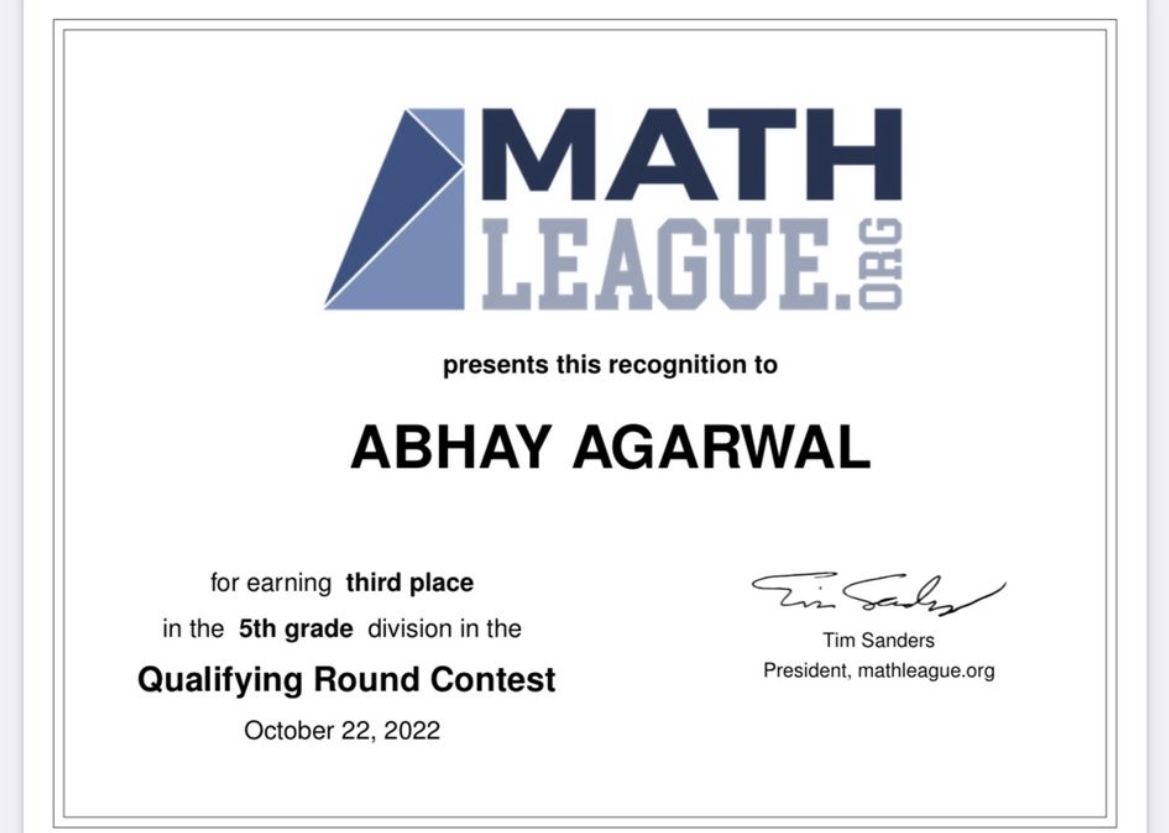 MATH
LEAGUE.ORG
presents this recognition to
ABHAY AGARWAL
for earning third place
in the 5th grade division in the
Qualifying Round Contest
October 22, 2022
Tim Sanders
Tim Sanders
President, mathleague.org